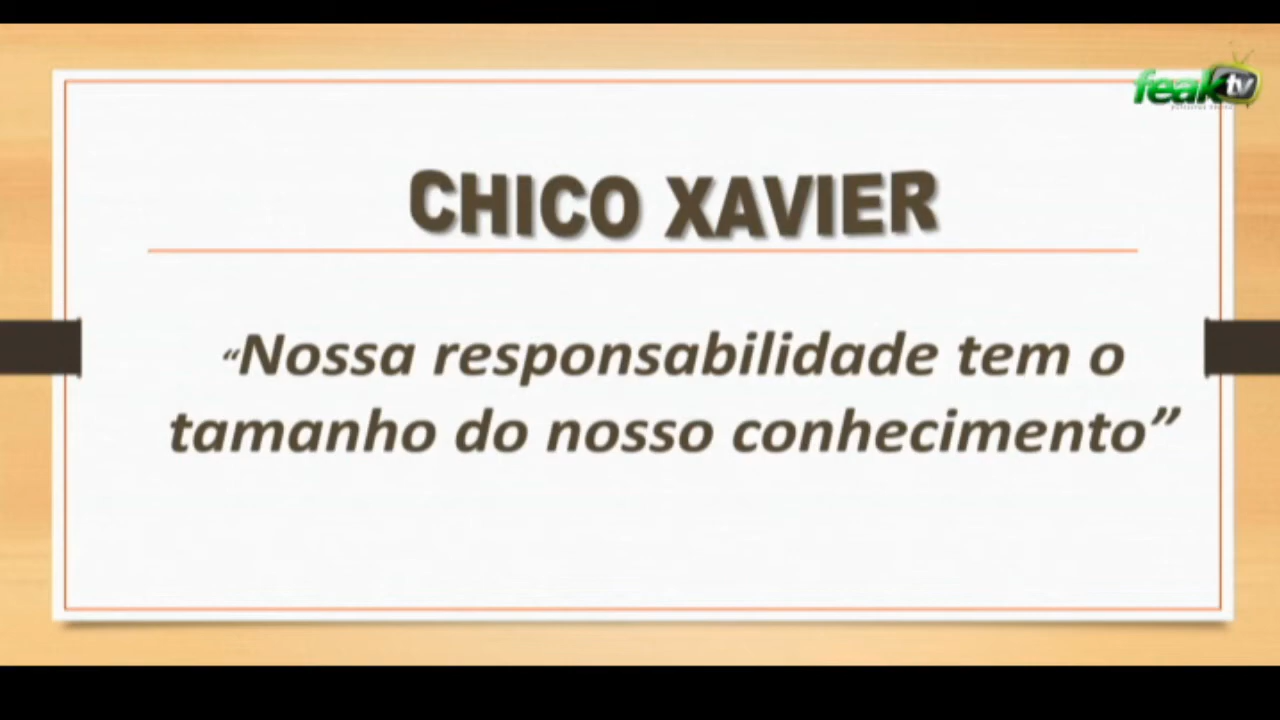 feak tv
CHICO XAVIER
“Nossa responsabilidade tem o
tamanho do nosso conhecimento”